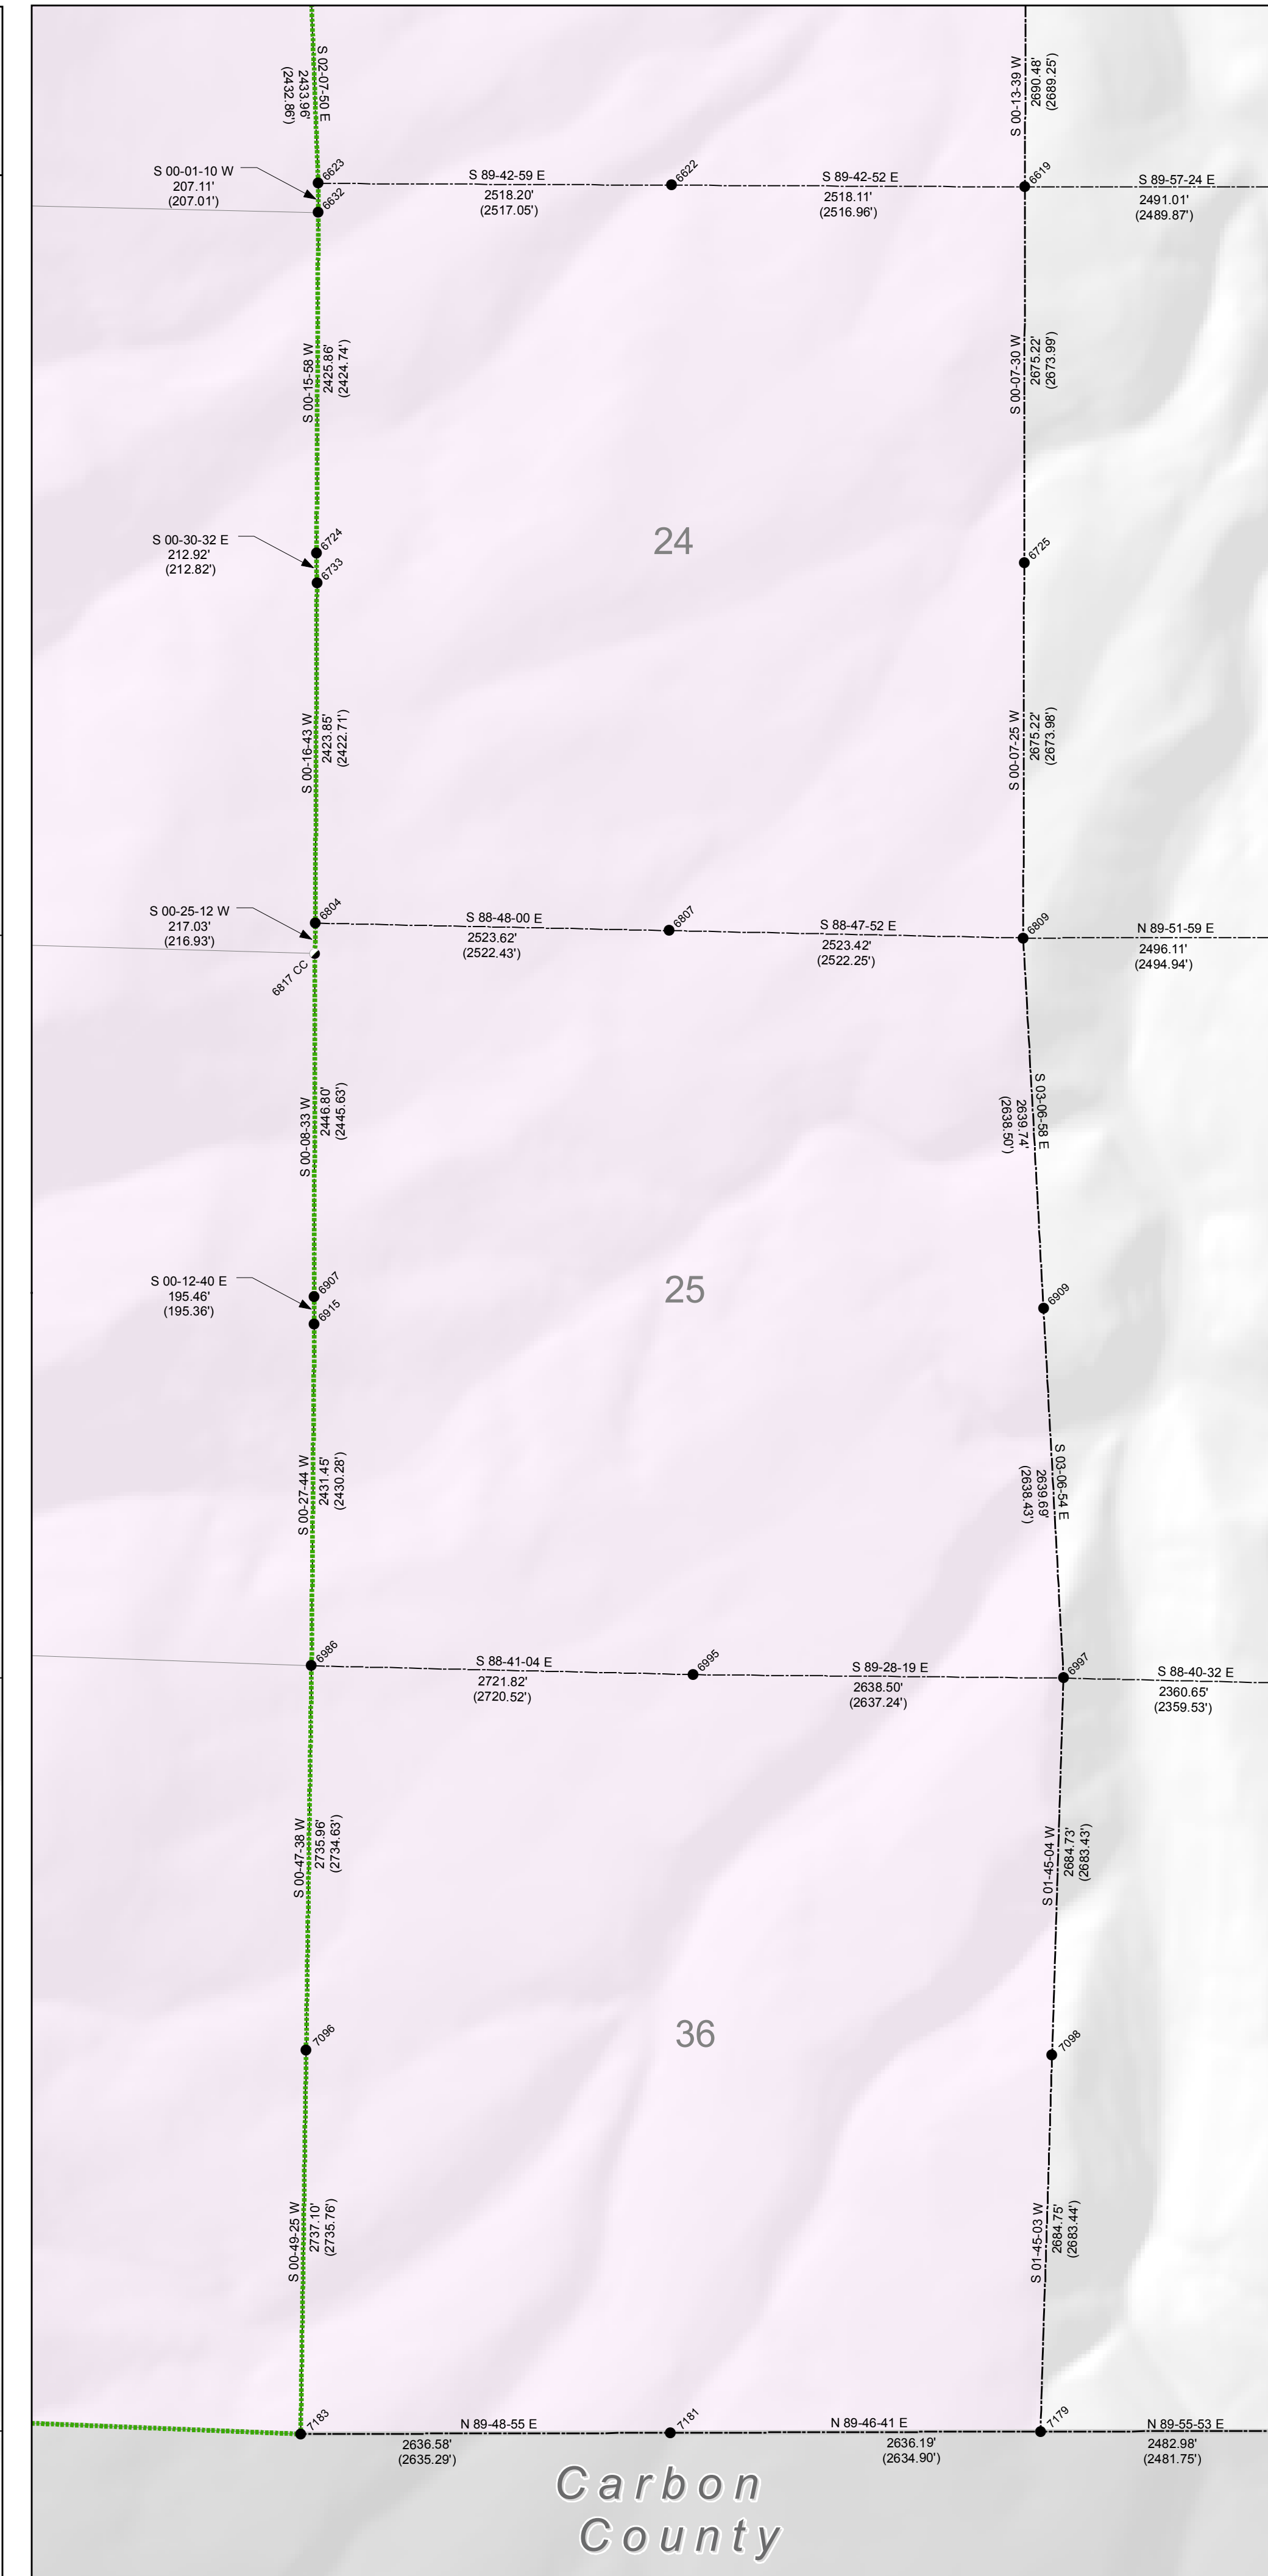 S 02-07-50 E
2433.96'
(2432.86')
S 00-13-39 W
2690.48'
(2689.25')
S 00-01-10 W
207.11'
(207.01')
6623
6632
S 89-42-59 E
2518.20'
(2517.05')
6622
S 89-42-52 E
2518.11'
(2516.96')
6619
S 89-57-24 E
2491.01'
(2489.87')
S 00-15-58 W
2425.86'
(2424.74')
S 00-07-30 W
2675.22'
(2673.99')
S 00-30-32 E
212.92'
(212.82')
6724
6733
24
6725
S 00-16-43 W
2423.85'
(2422.71')
S 00-07-25 W
2675.22'
(2673.98')
S 00-25-12 W
217.03'
(216.93')
6804
6817 CC
S 88-48-00 E
2523.62'
(2522.43')
6807
S 88-47-52 E
2523.42'
(2522.25')
6809
N 89-51-59 E
2496.11'
(2494.94')
S 00-08-33 W
2446.80'
(2445.63')
S 03-06-58 E
2639.74'
(2638.50')
S 00-12-40 E
195.46'
(195.36')
6907
6915
25
6909
S 00-27-44 W
2431.45'
(2430.28')
S 03-06-54 E
2639.69'
(2638.43')
6986
S 88-41-04 E
2721.82'
(2720.52')
6995
S 89-28-19 E
2638.50'
(2637.24')
6997
S 88-40-32 E
2360.65'
(2359.53')
S 00-47-38 W
2735.96'
(2734.63')
S 01-45-04 W
2684.73'
(2683.43')
36
7096
7098
S 00-49-25 W
2737.10'
(2735.76')
S 01-45-03 W
2684.75'
(2683.44')
7183
N 89-48-55 E
2636.58'
(2635.29')
7181
N 89-46-41 E
2636.19'
(2634.90')
7179
N 89-55-53 E
2482.98'
(2481.75')
Carbon
County